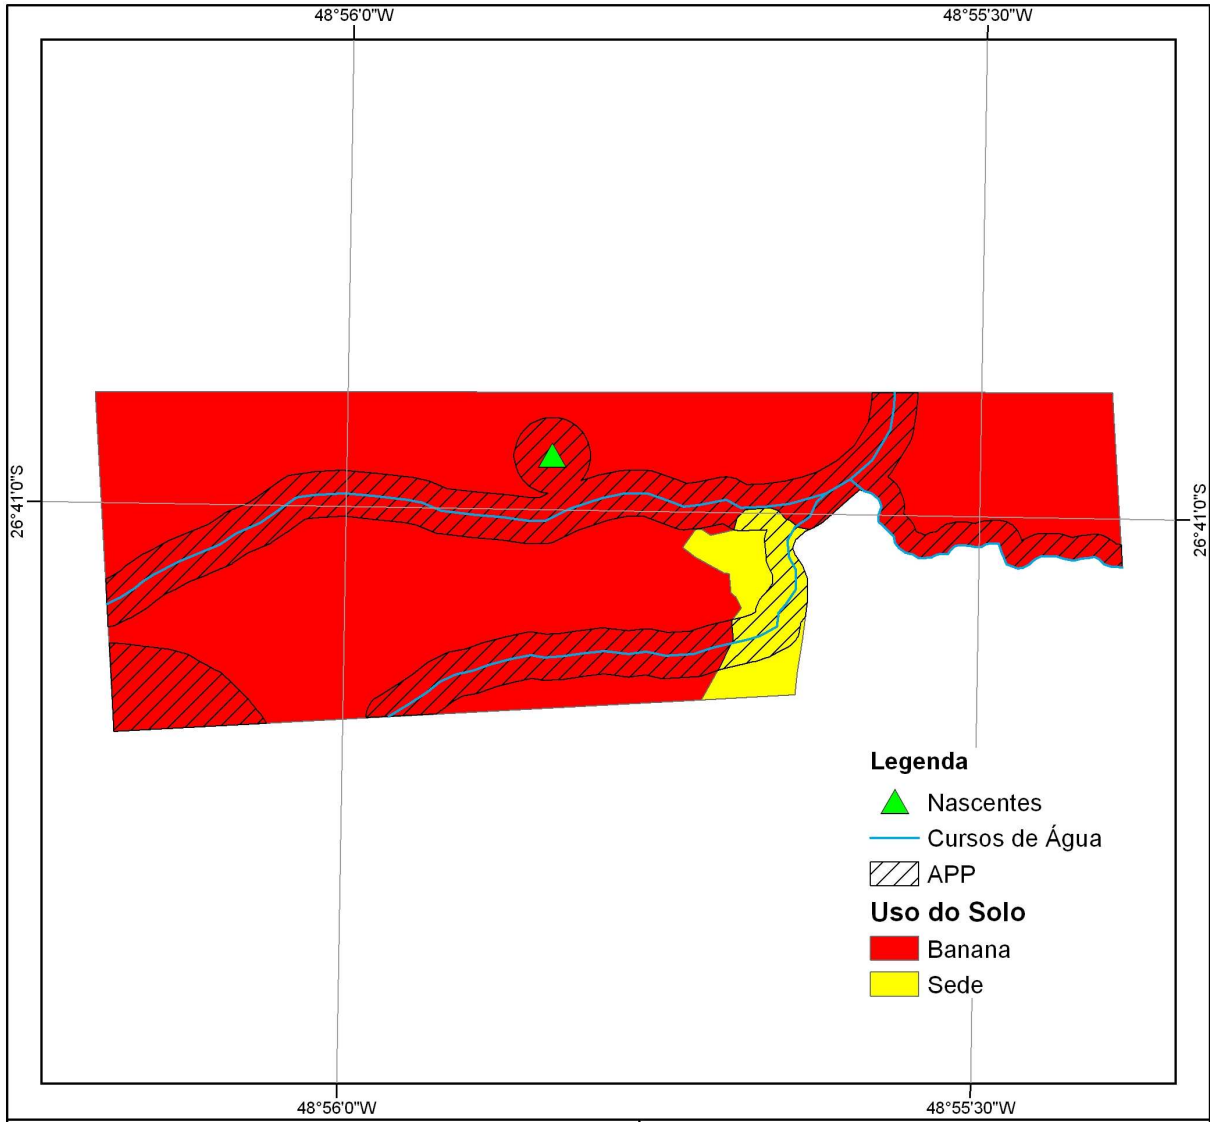 48°56'0"W
48°55'30"W
26°41'0"S
26°41'0"S
Legenda
Nascentes
Cursos de Água
APP
Uso do Solo
Banana
Sede
48°56'0"W
48°55'30"W